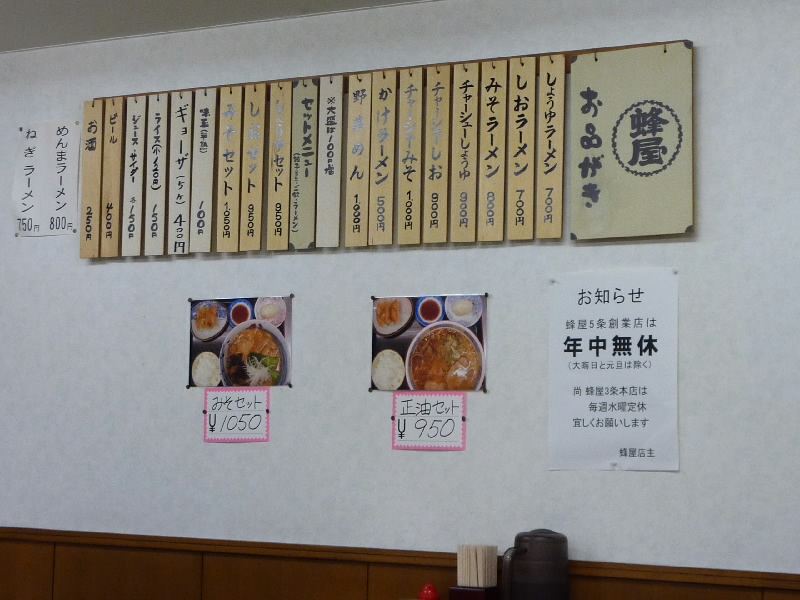 蜂屋
お品がき
しょうゆラーメン 700円
しおラーメン 700円
みそラーメン 800円
チャーシューしょうゆ 900円
チャーシューしお 900円
チャーシューみそ 1,000円
かけラーメン 500円
野菜めん 1,000円
※大盛は100円増
セットメニュー
しょうゆセット 950円
しおセット 950円
みそセット 1,050円
100円
ギョーザ(5ヶ) 400円
ライス 150円
ジュース・サイダー 各150円
ビール 400円
お酒 250円
めんまラーメン 800円
ねぎラーメン 750円
みそセット
¥1050
正油セット
¥950
お知らせ
蜂屋5条創業店は
年中無休
(大晦日と元旦は除く)
尚 蜂屋3条本店は
毎週水曜定休
宜しくお願いします
蜂屋店主